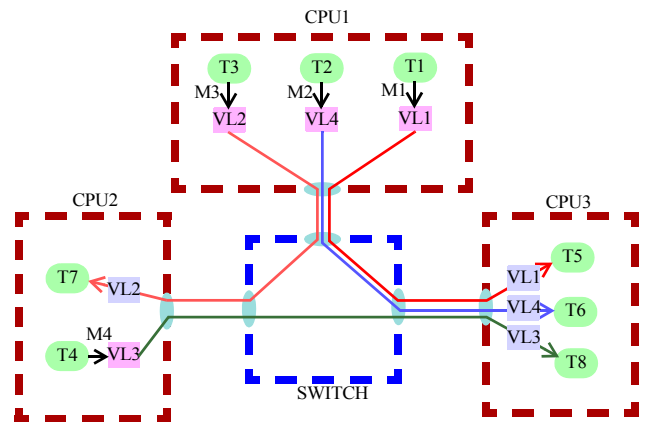 CPU1
T3 T2 T1
M3 M2 M1
VL2 VL4 VL1
CPU2 CPU3
T7 VL2 VL1 T5
VL4 T6
M4
T4 VL3 VL3 T8
SWITCH